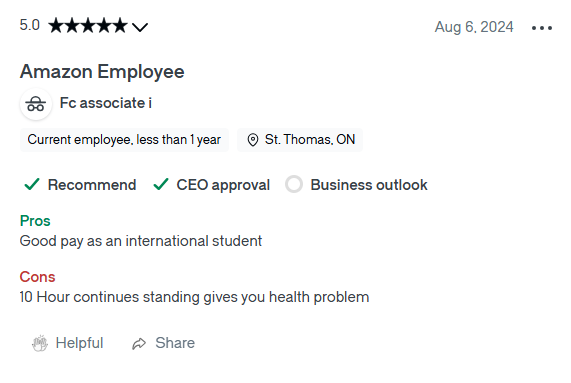 5.0
Aug 6, 2024
Amazon Employee
Fc associate i
Current employee, less than 1 year
St. Thomas, ON
Recommend
CEO approval
Business outlook
Pros
Good pay as an international student
Cons
10 Hour continues standing gives you health problem
Helpful
Share